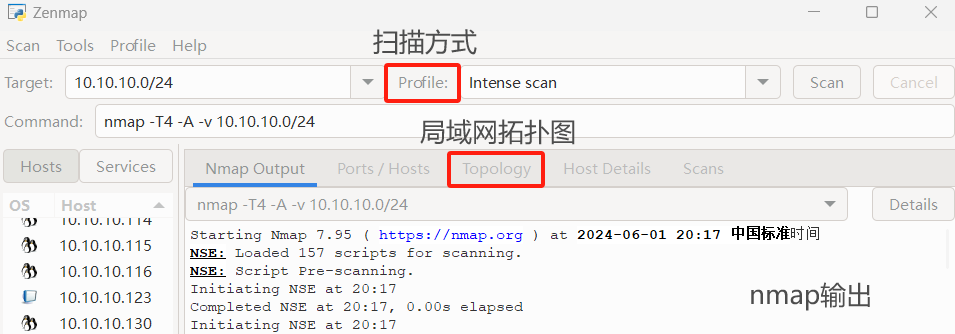 Zenmap
Scan Tools Profile Help
扫描方式
Target: 10.10.10.0/24 Profile: Intense scan Scan Cancel
Command: nmap -T4 -A -v 10.10.10.0/24
局域网拓扑图
Hosts Services Nmap Output Ports / Hosts Topology Host Details Scans
nmap -T4 -A -v 10.10.10.0/24 Details
OS Host
10.10.10.114
10.10.10.115
10.10.10.116
10.10.10.123
10.10.10.130
Starting Nmap 7.95 ( https://nmap.org ) at 2024-06-01 20:17 中国标准时间
NSE: Loaded 157 scripts for scanning.
NSE: Script Pre-scanning.
Initiating NSE at 20:17
Completed NSE at 20:17, 0.00s elapsed
Initiating NSE at 20:17
nmap输出